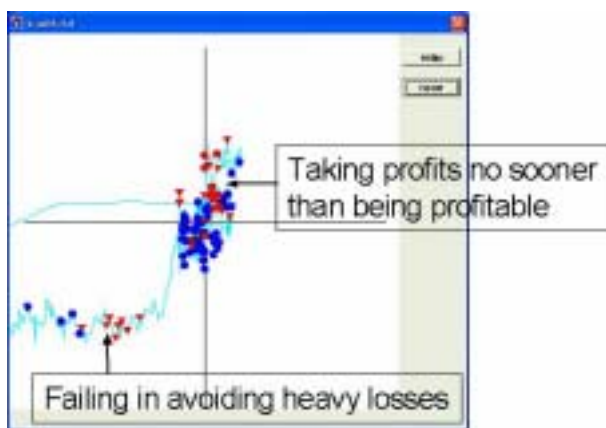 Taking profits no sooner
than being profitable
Failing in avoiding heavy losses